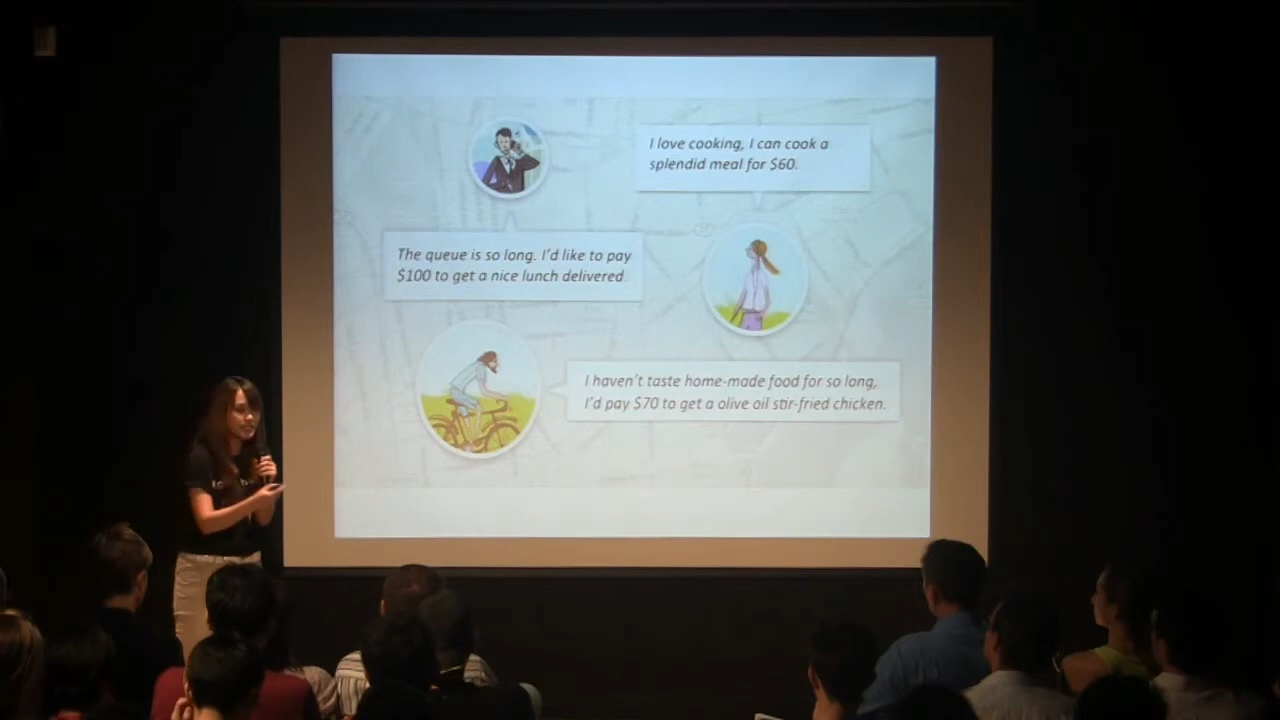 I love cooking, I can cook a
splendid meal for $60.
The queue is so long. I'd like to pay
$100 to get a nice lunch delivered.
I haven't taste home-made food for so long,
I'd pay $70 to get a olive oil stir-fried chicken.